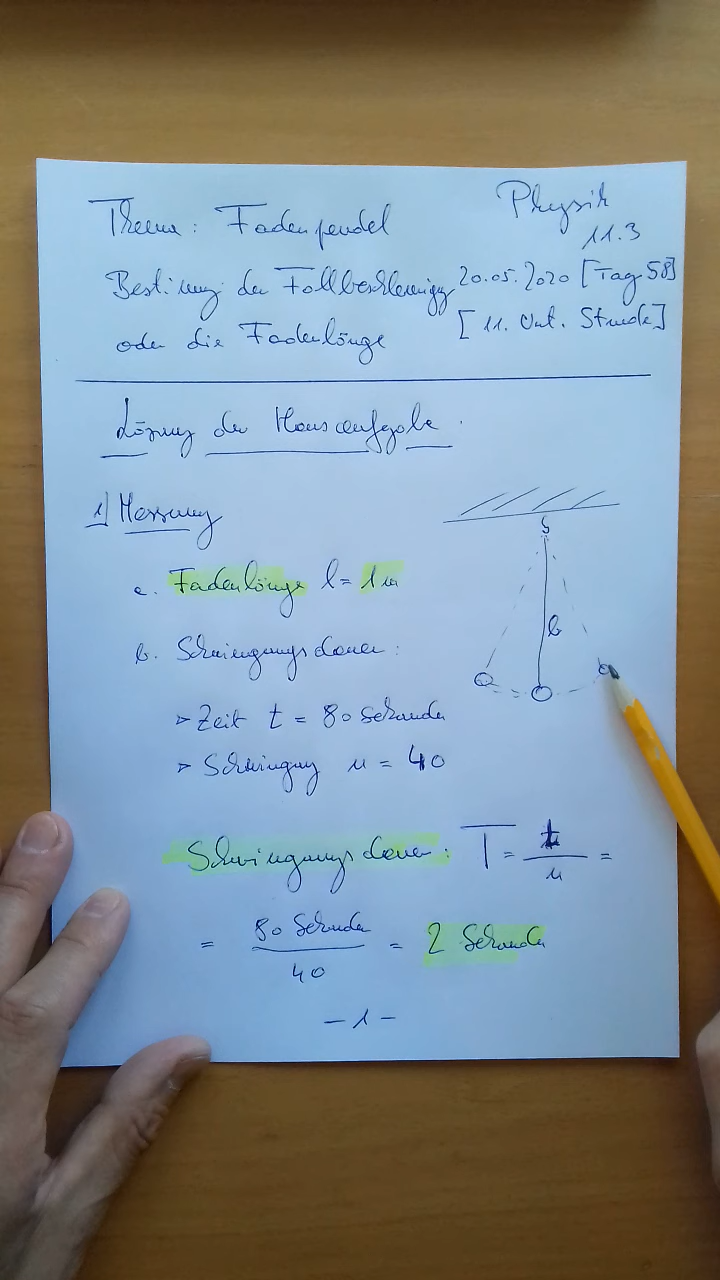 Thema: Fadenpendel
Physik
11.3
Bestimmung der Fallbeschleunigung
20.05.2020 [Tag 58]
oder die Fadenlänge
[11. Unt. Stunde]
Lösung der Hausaufgabe.
1] Messung
a. Fadenlänge l = 1m
b. Schwingungsdauer:
l
➢ Zeit t = 80 Sekunden
➢ Schwingung n = 40
Schwingungsdauer: T = t/n =
= 80 Sekunden/40 = 2 Sekunden
- 1 -